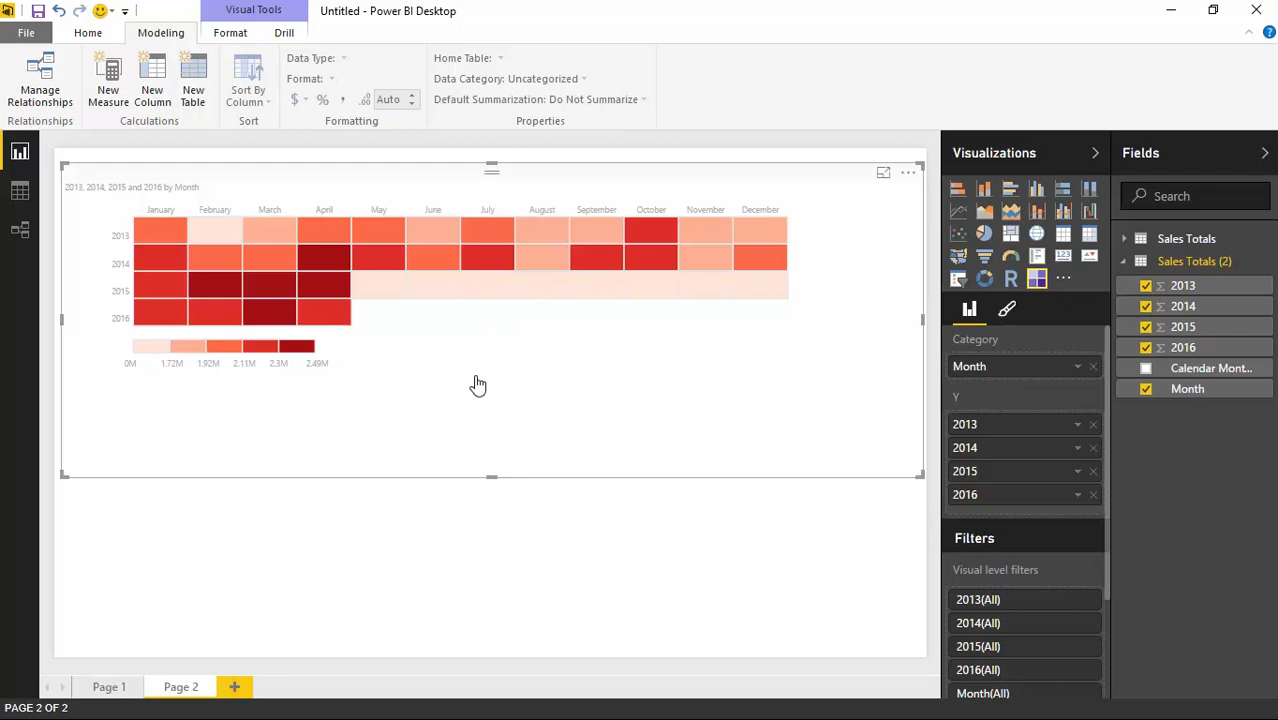 Visual Tools
Untitled - Power BI Desktop
File
Home
Modeling
Format
Drill
Manage
Relationships
New
Measure
New
Column
New
Table
Sort By
Column
Data Type:
Format:
$ % , .00 Auto
Home Table:
Data Category: Uncategorized
Default Summarization: Do Not Summarize
Relationships
Calculations
Sort
Formatting
Properties
2013, 2014, 2015 and 2016 by Month
January February March April May June July August September October November December
2013
2014
2015
2016
0M 1.72M 1.92M 2.11M 2.3M 2.49M
Visualizations
123
R
Category
Month
Y
2013
2014
2015
2016
Filters
Visual level filters
2013(All)
2014(All)
2015(All)
2016(All)
Month(All)
Fields
Search
Sales Totals
Sales Totals (2)
Σ 2013
Σ 2014
Σ 2015
Σ 2016
Calendar Mont...
Month
Page 1
Page 2
PAGE 2 OF 2